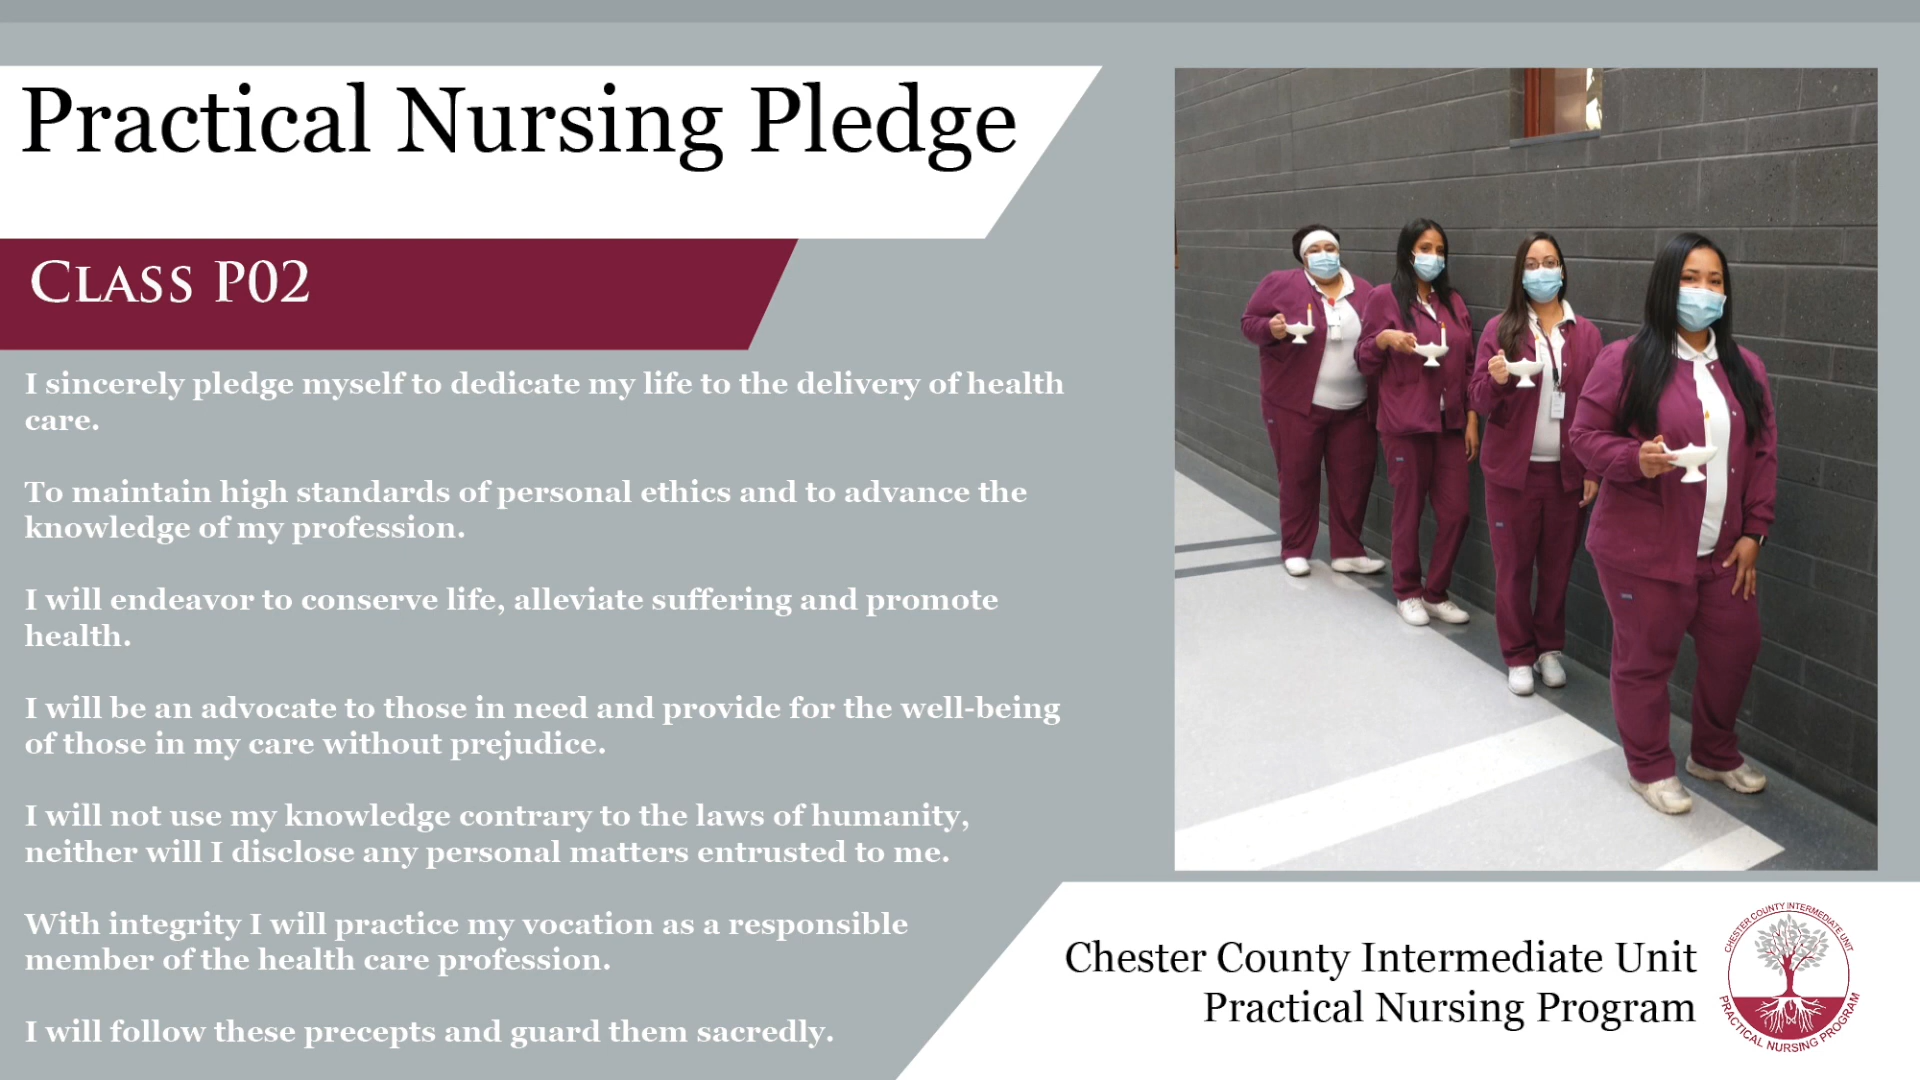 Practical Nursing Pledge
CLASS P02
I sincerely pledge myself to dedicate my life to the delivery of health
care.
To maintain high standards of personal ethics and to advance the
knowledge of my profession.
I will endeavor to conserve life, alleviate suffering and promote
health.
I will be an advocate to those in need and provide for the well-being
of those in my care without prejudice.
I will not use my knowledge contrary to the laws of humanity,
neither will I disclose any personal matters entrusted to me.
With integrity I will practice my vocation as a responsible
member of the health care profession.
I will follow these precepts and guard them sacredly.
Chester County Intermediate Unit
Practical Nursing Program
CHESTER COUNTY INTERMEDIATE UNIT
PRACTICAL NURSING PROGRAM